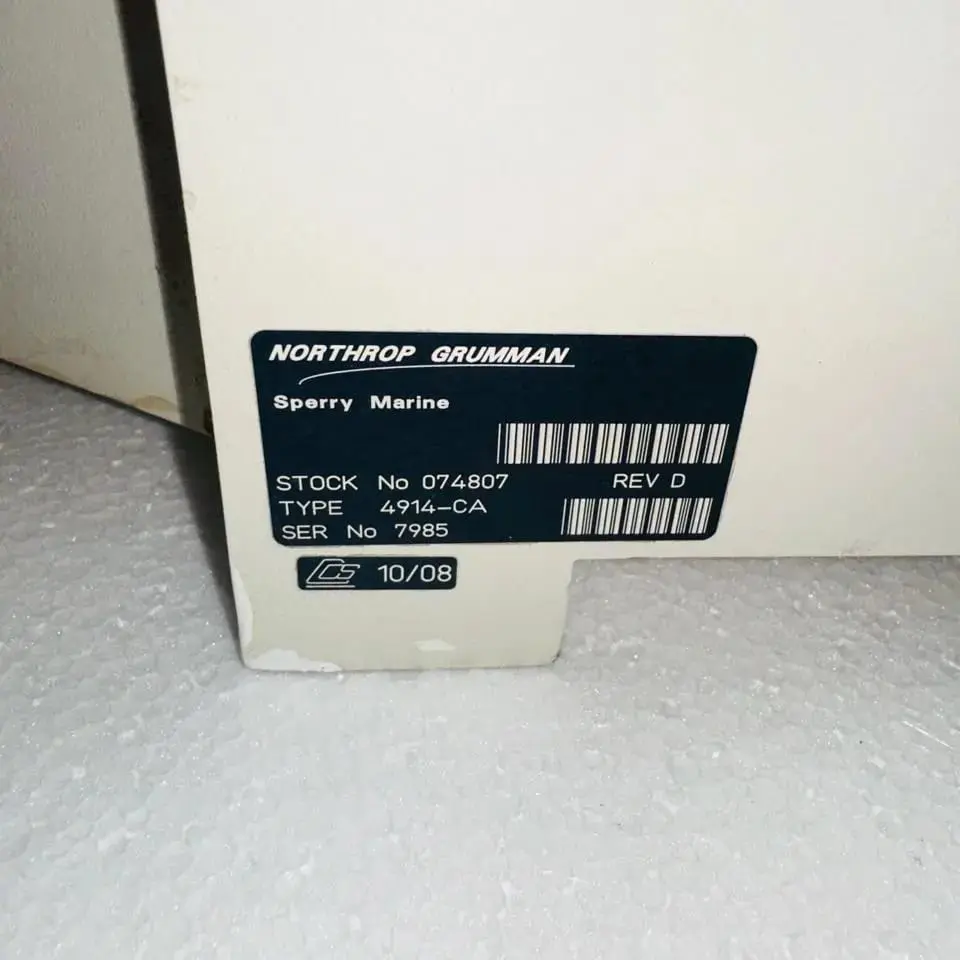 NORTHROP GRUMMAN
Sperry Marine
STOCK No 074807 REV D
TYPE 4914-CA
SER No 7985
10/08